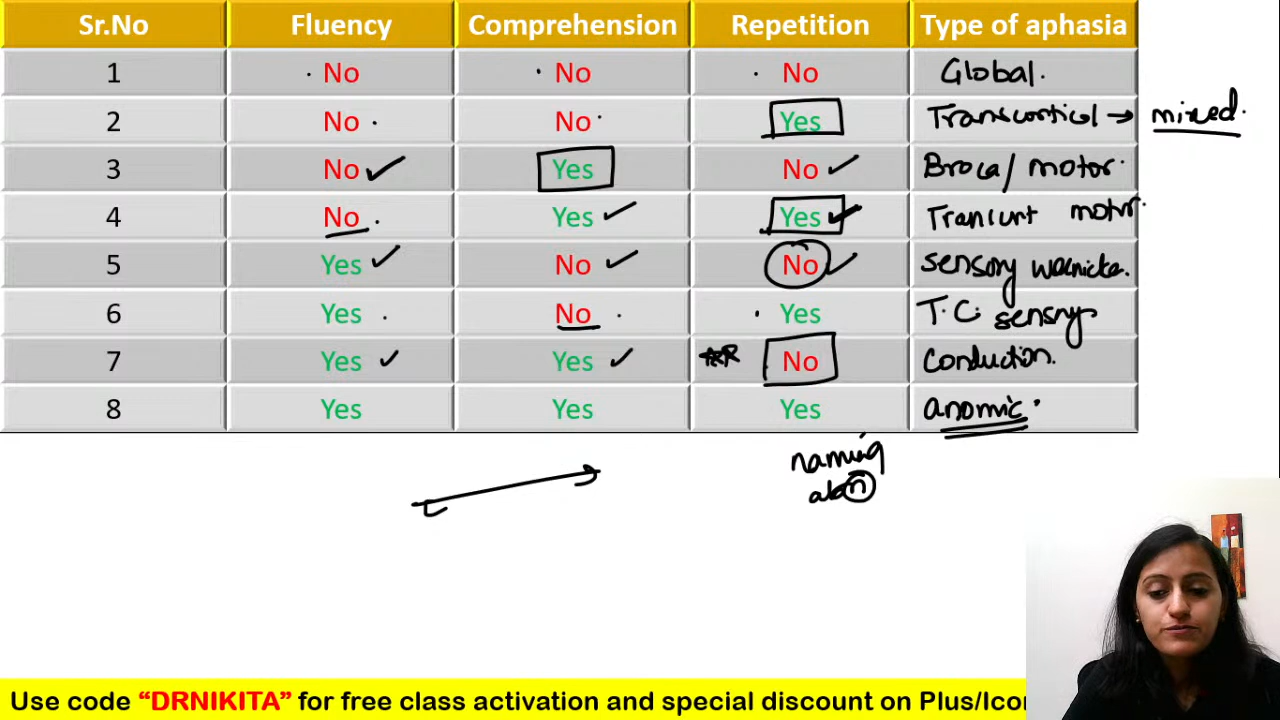 Sr.No Fluency Comprehension Repetition Type of aphasia
1 No No No Global.
2 No No Yes Transcortical → mixed.
3 No Yes No Broca/ motor.
4 No Yes Yes motor.
5 Yes No No sensory
6 Yes No Yes T.C. sensry
7 Yes Yes No conduction.
8 Yes Yes Yes anomic.
naming
Use code “DRNIKITA” for free class activation and special discount on Plus/Icon